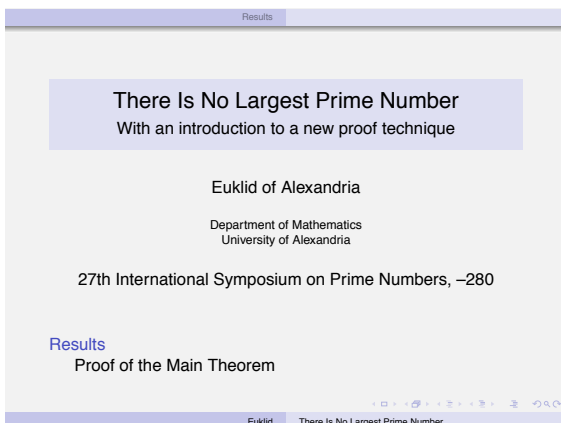 Results
There Is No Largest Prime Number
With an introduction to a new proof technique
Euklid of Alexandria
Department of Mathematics
University of Alexandria
27th International Symposium on Prime Numbers, –280
Results
Proof of the Main Theorem
Euklid There Is No Largest Prime Number